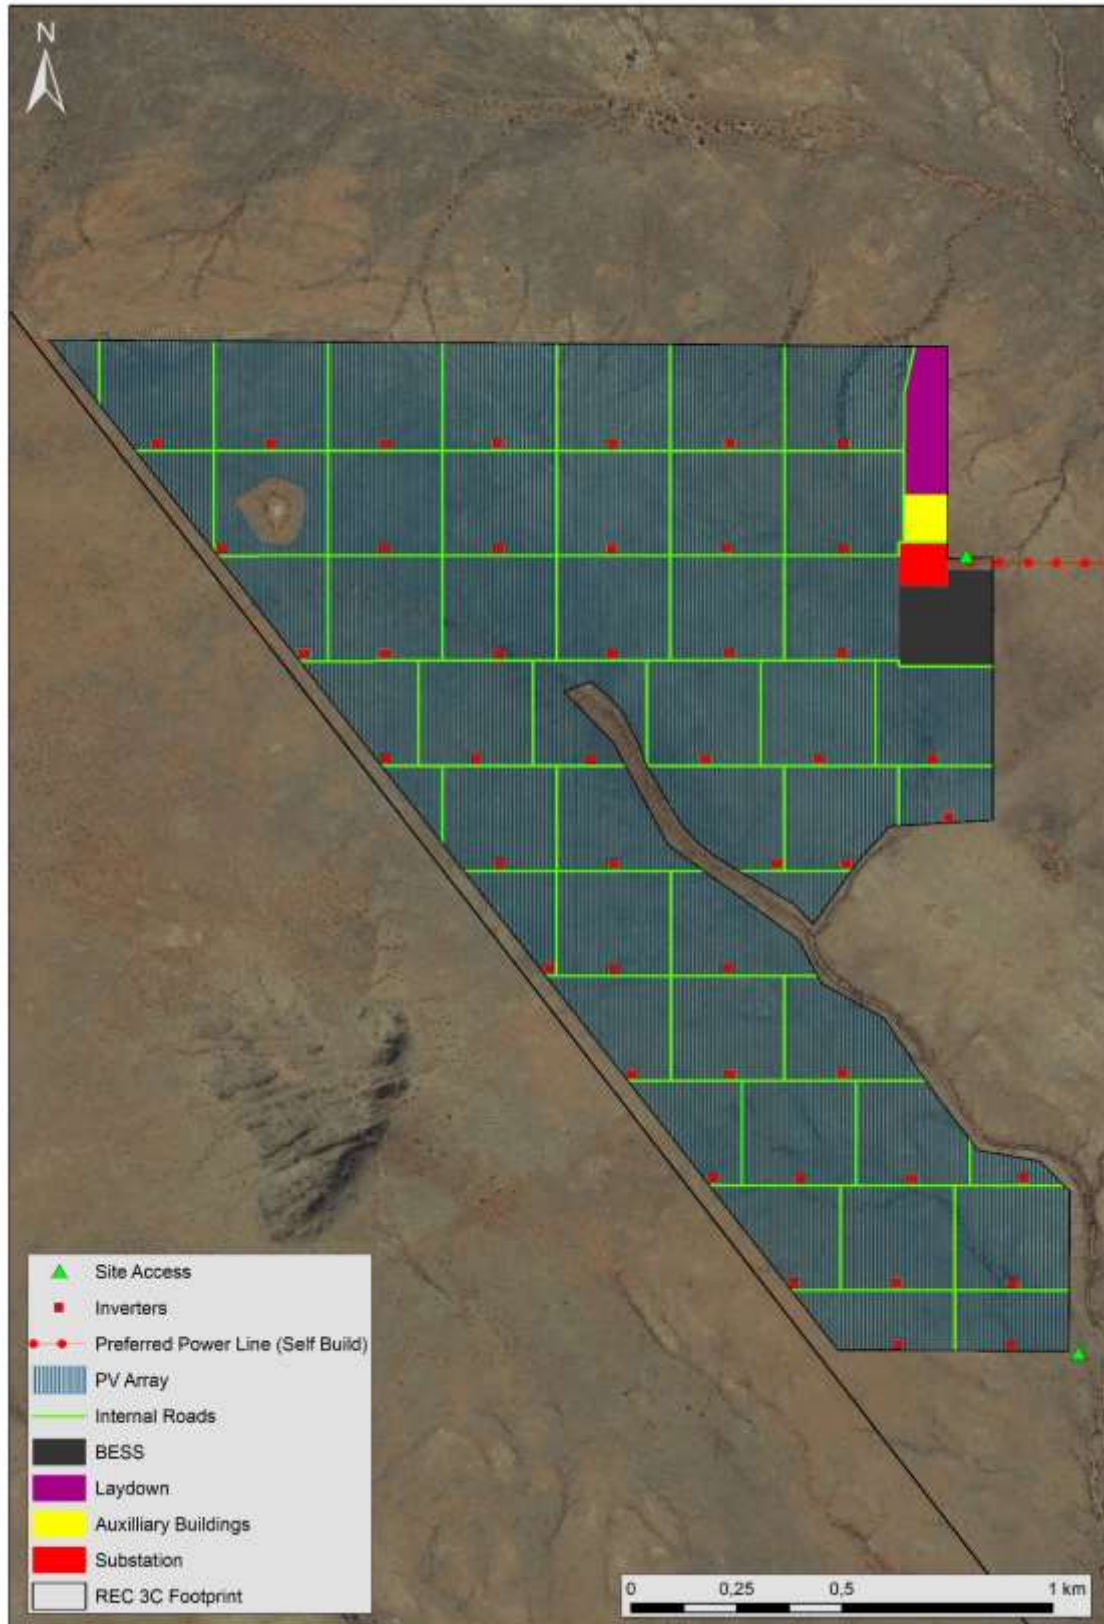 N
Site Access
Inverters
Preferred Power Line (Self Build)
PV Array
Internal Roads
BESS
Laydown
Auxilliary Buildings
Substation
REC 3C Footprint
0 0,25 0,5 1 km